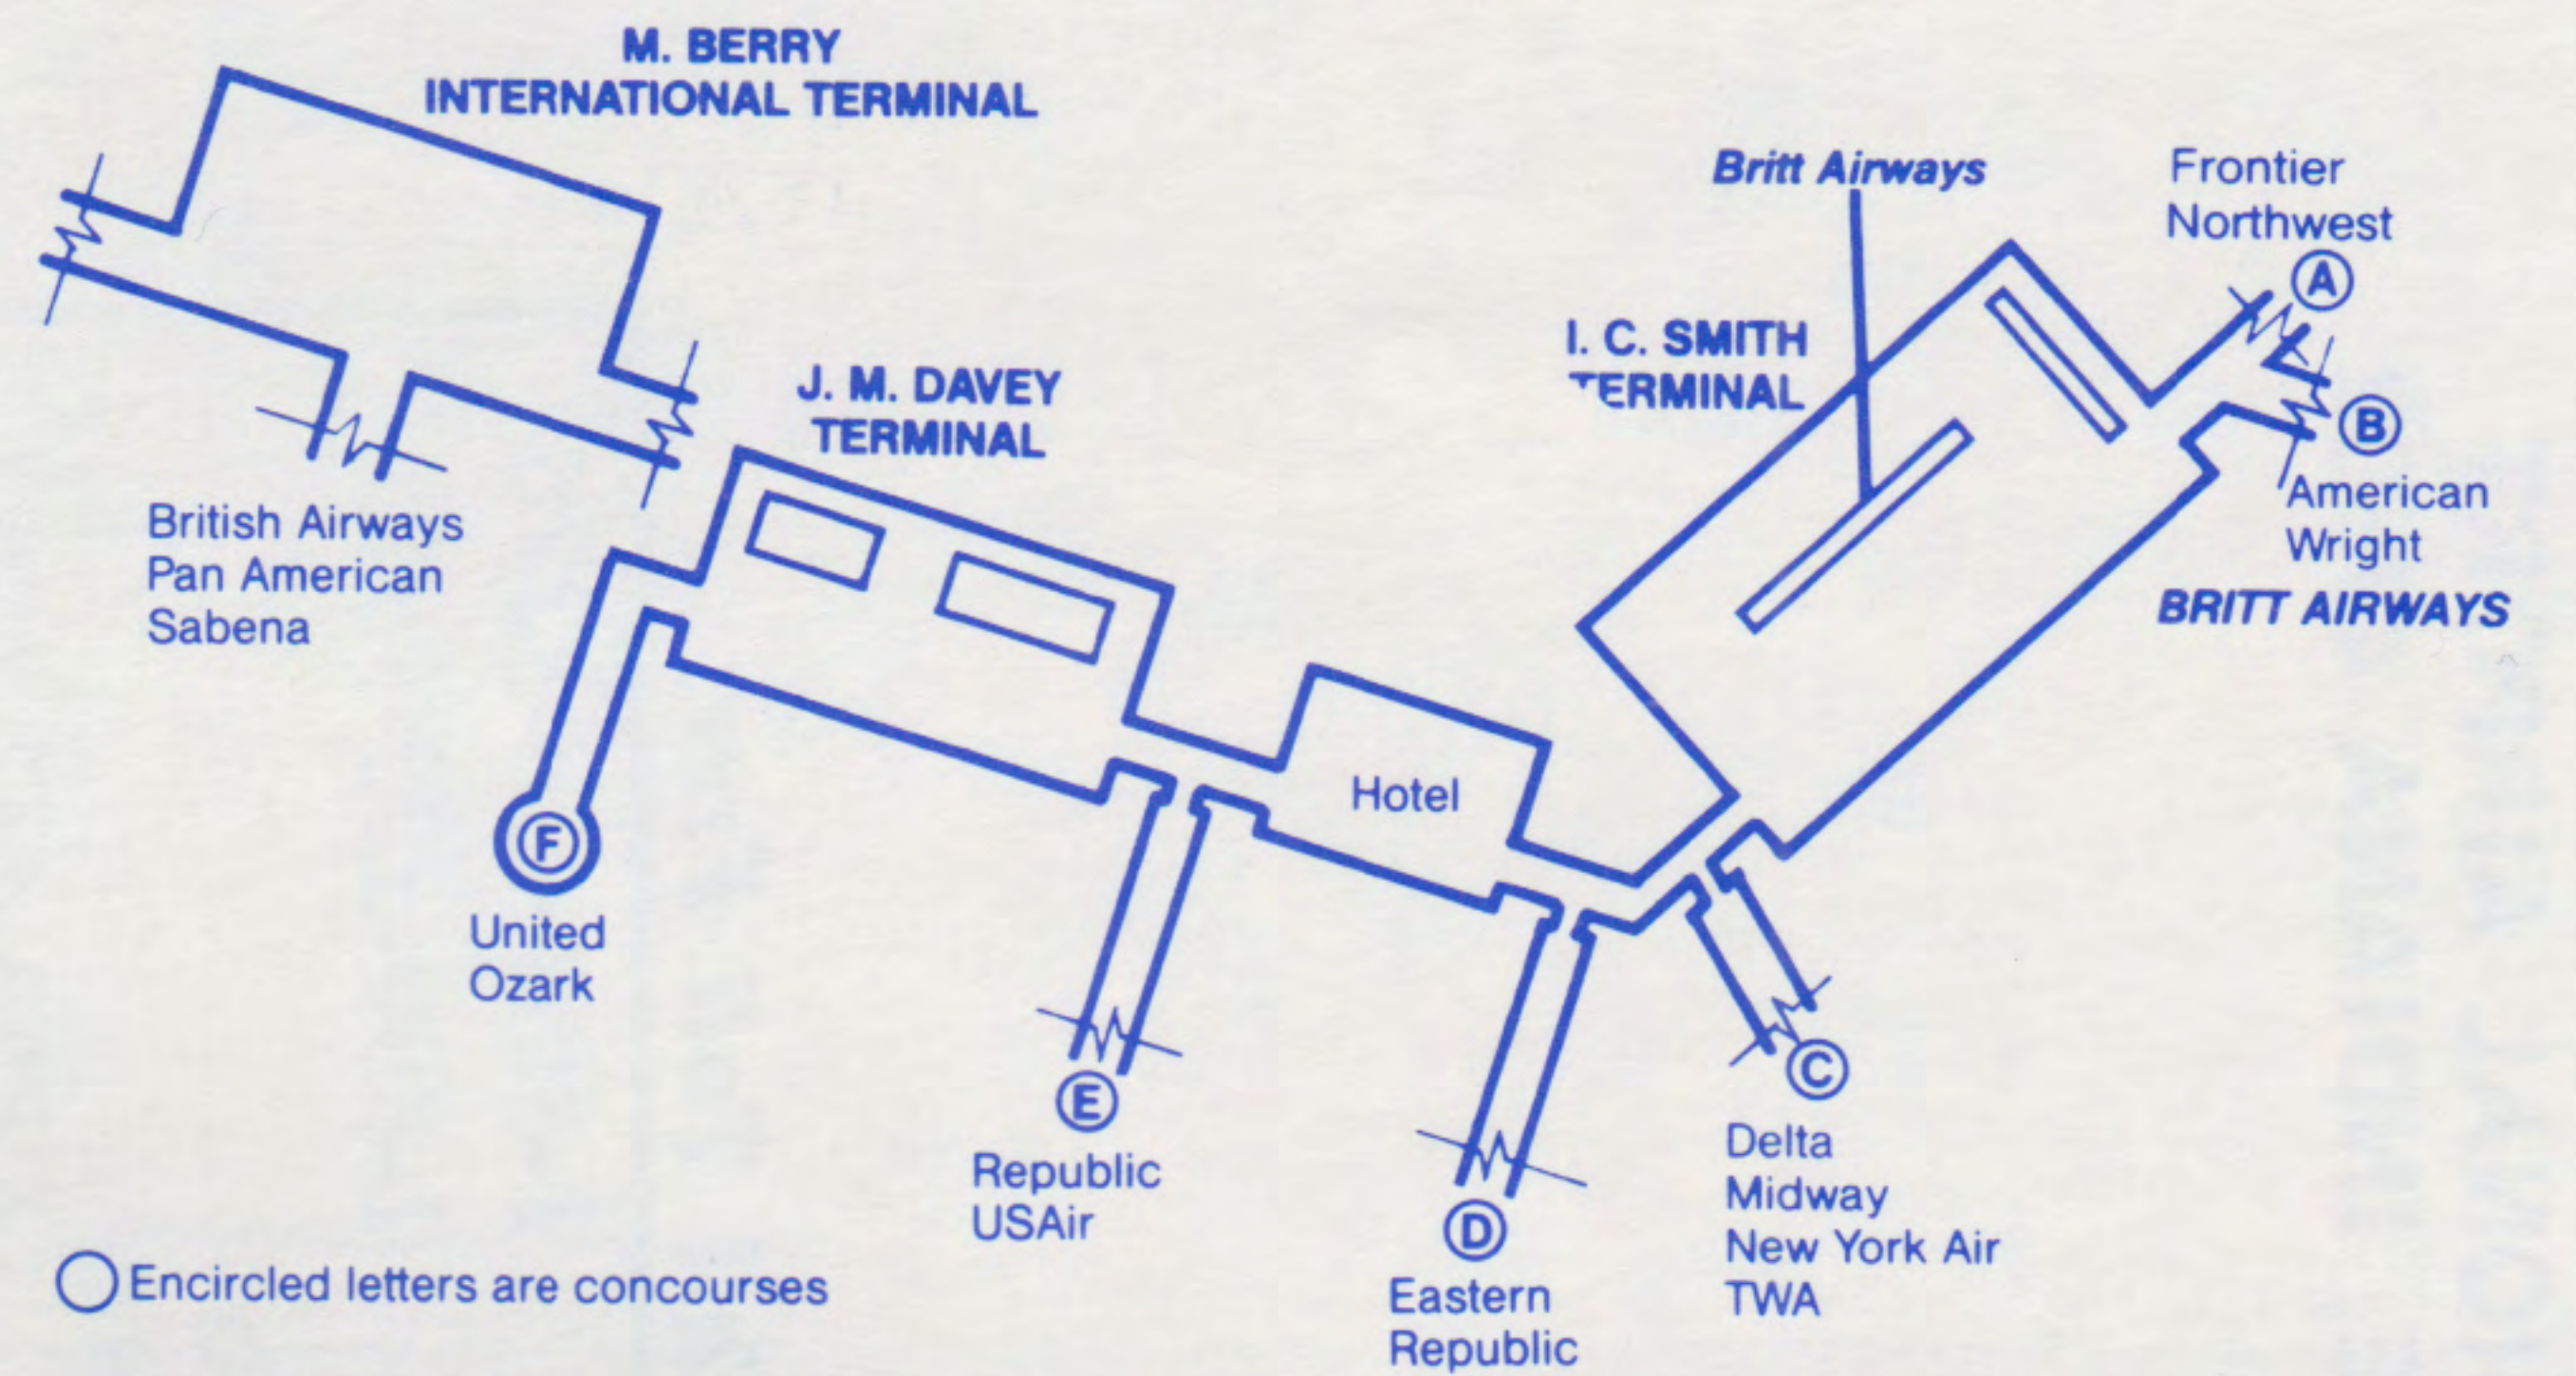 M. BERRY
INTERNATIONAL TERMINAL
Britt Airways
Frontier
Northwest
A
I. C. SMITH
TERMINAL
J. M. DAVEY
TERMINAL
B
American
Wright
BRITT AIRWAYS
British Airways
Pan American
Sabena
Hotel
F
United
Ozark
E
Republic
USAir
D
Eastern
Republic
C
Delta
Midway
New York Air
TWA
Encircled letters are concourses